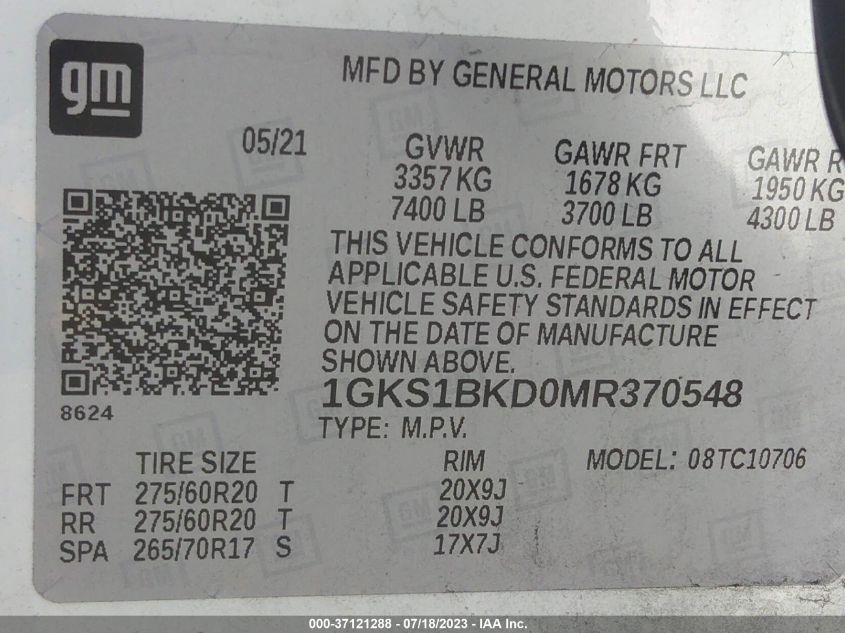 gm
MFD BY GENERAL MOTORS LLC
05/21 GVWR GAWR FRT GAWR R
3357 KG 1678 KG 1950 KG
7400 LB 3700 LB 4300 LB
THIS VEHICLE CONFORMS TO ALL
APPLICABLE U.S. FEDERAL MOTOR
VEHICLE SAFETY STANDARDS IN EFFECT
ON THE DATE OF MANUFACTURE
SHOWN ABOVE.
8624
1GKS1BKD0MR370548
TYPE: M.P.V.
TIRE SIZE RIM MODEL: 08TC10706
FRT 275/60R20 T 20X9J
RR 275/60R20 T 20X9J
SPA 265/70R17 S 17X7J
000-37121288 - 07/18/2023 - IAA Inc.